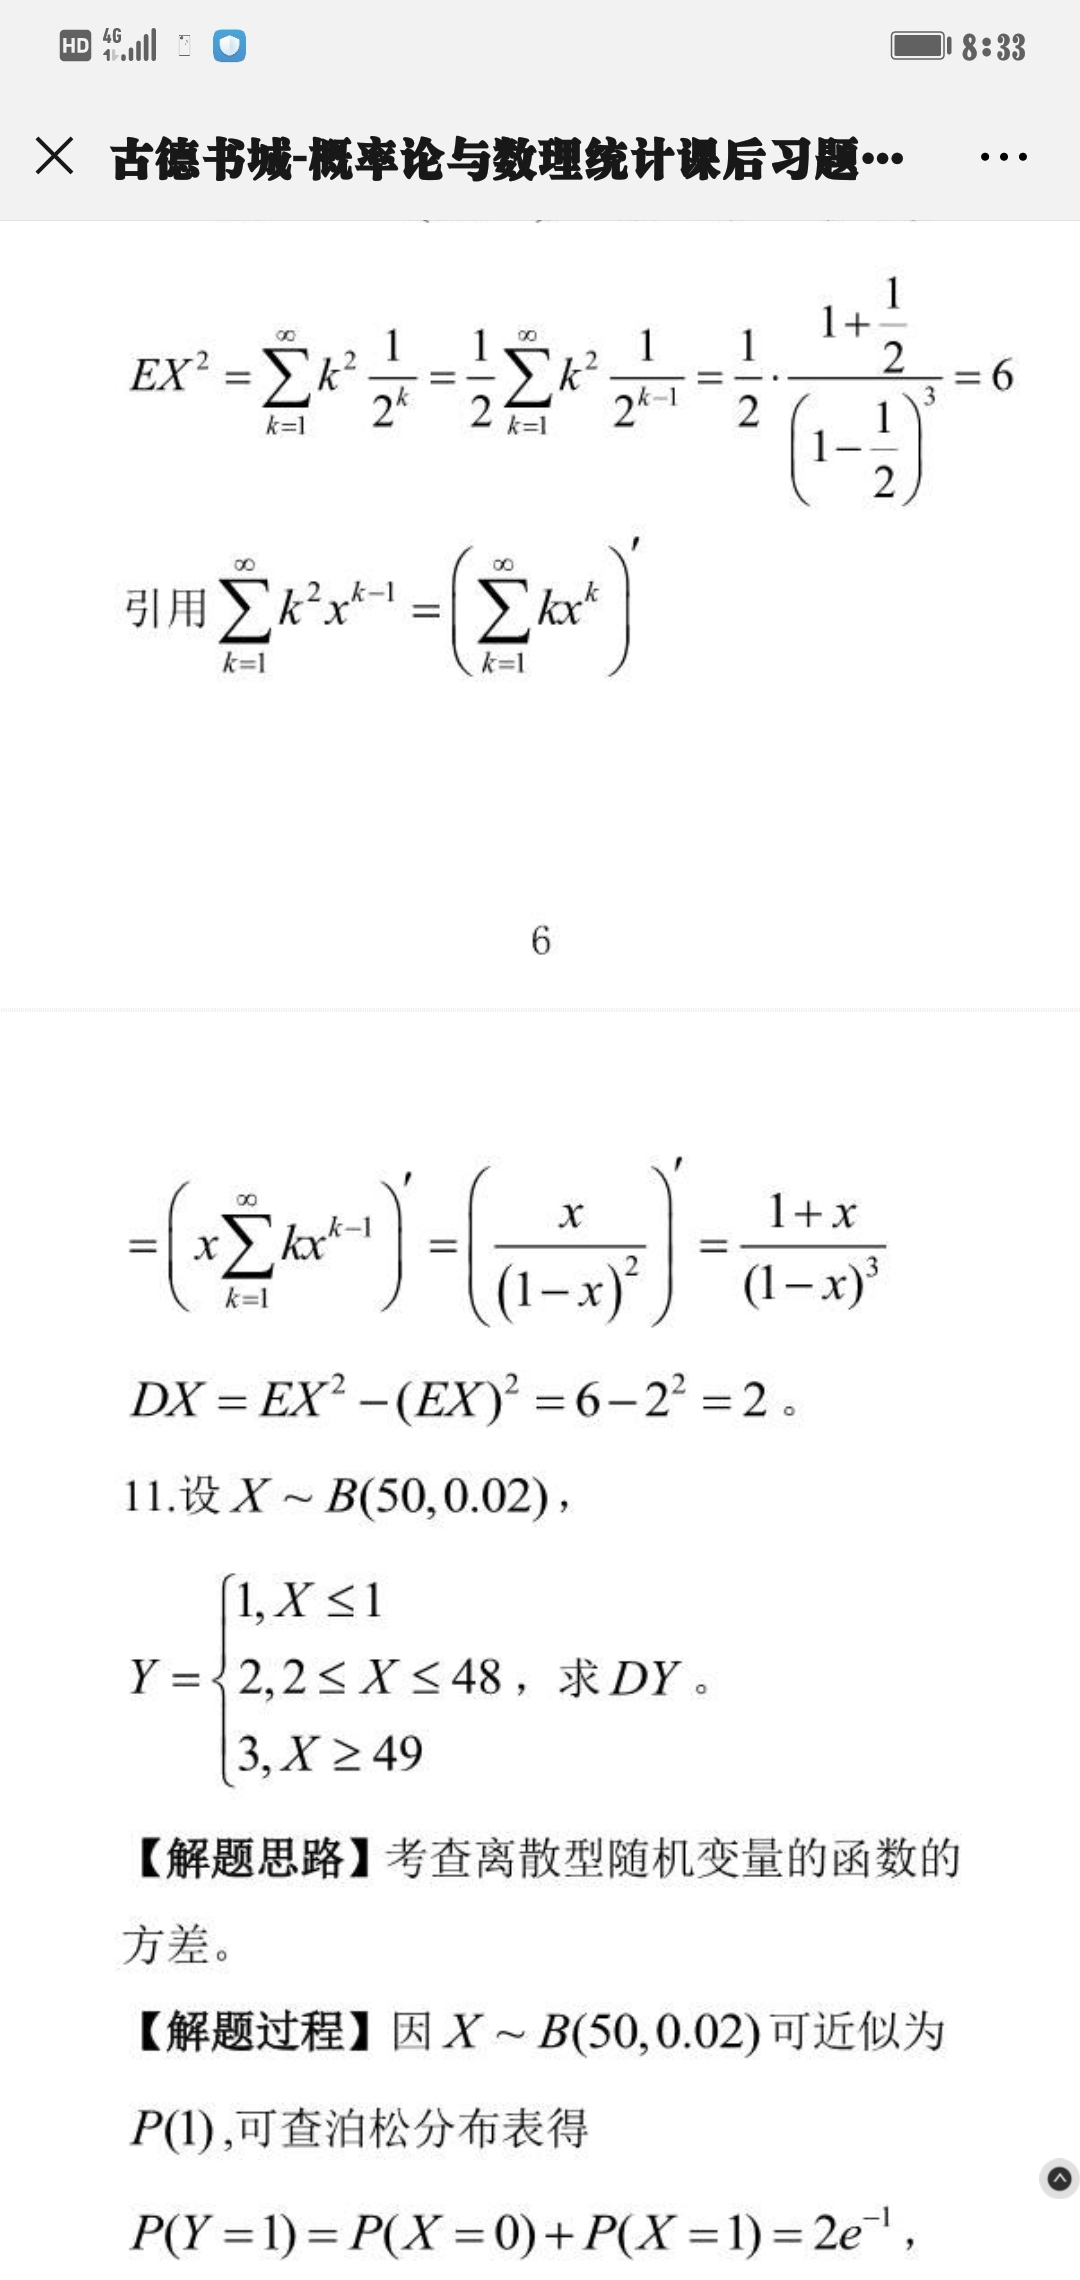 HD 4G 8:33
古德书城-概率论与数理统计课后习题···
EX² = ∑_{k=1}^{∞} k² 1/2^k = 1/2 ∑_{k=1}^{∞} k² 1/2^{k-1} = 1/2 · (1+1/2)/(1-1/2)³ = 6
引用 ∑_{k=1}^{∞} k²x^{k-1} = (∑_{k=1}^{∞} kx^k)′
6
= (x∑_{k=1}^{∞} kx^{k-1})′ = (x/(1-x)²)′ = (1+x)/(1-x)³
DX = EX² - (EX)² = 6 - 2² = 2。
11.设 X ~ B(50,0.02),
1, X ≤ 1
Y = { 2, 2 ≤ X ≤ 48，求 DY。
3, X ≥ 49
【解题思路】考查离散型随机变量的函数的
方差。
【解题过程】因 X ~ B(50,0.02) 可近似为
P(1),可查泊松分布表得
P(Y=1) = P(X=0) + P(X=1) = 2e^{-1},